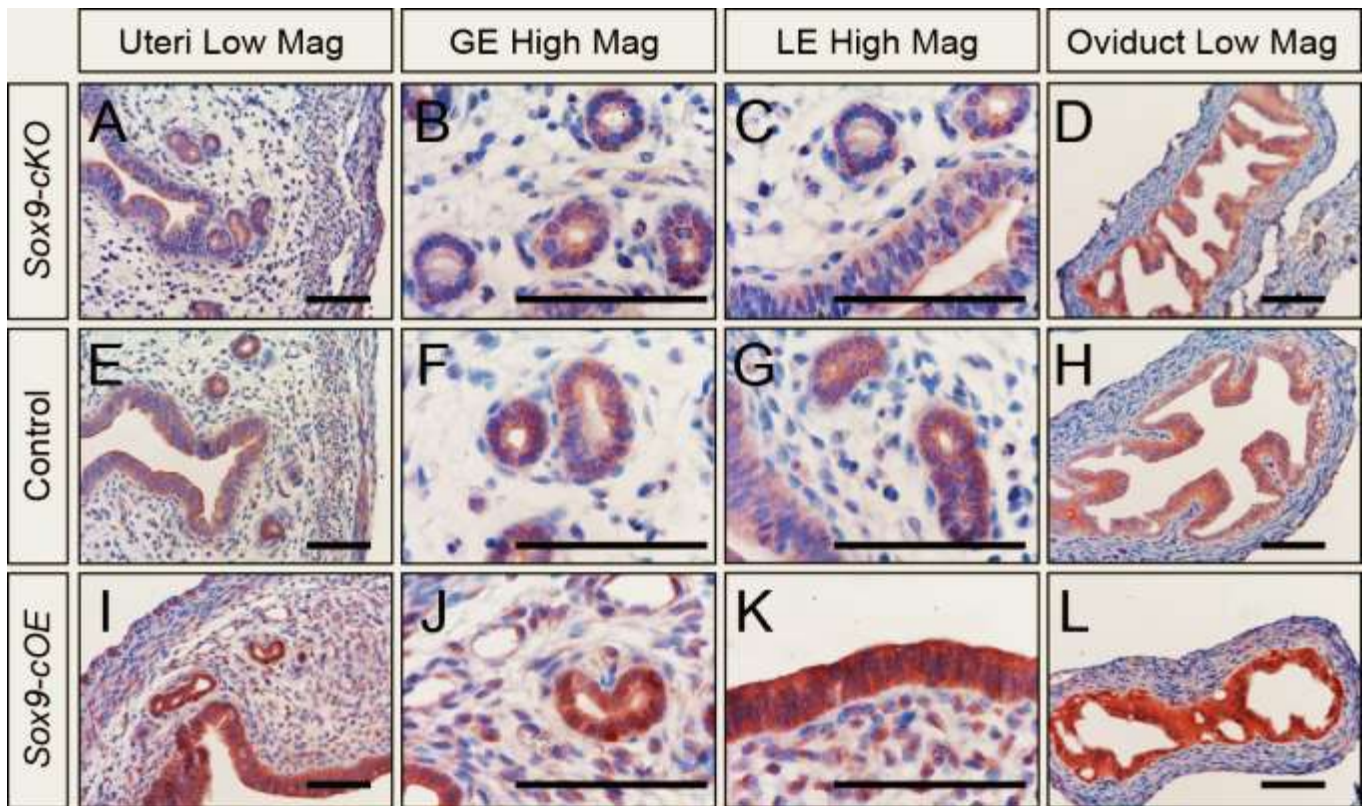 Uteri Low Mag GE High Mag LE High Mag Oviduct Low Mag
Sox9-cKO A B C D
Control E F G H
Sox9-cOE I J K L